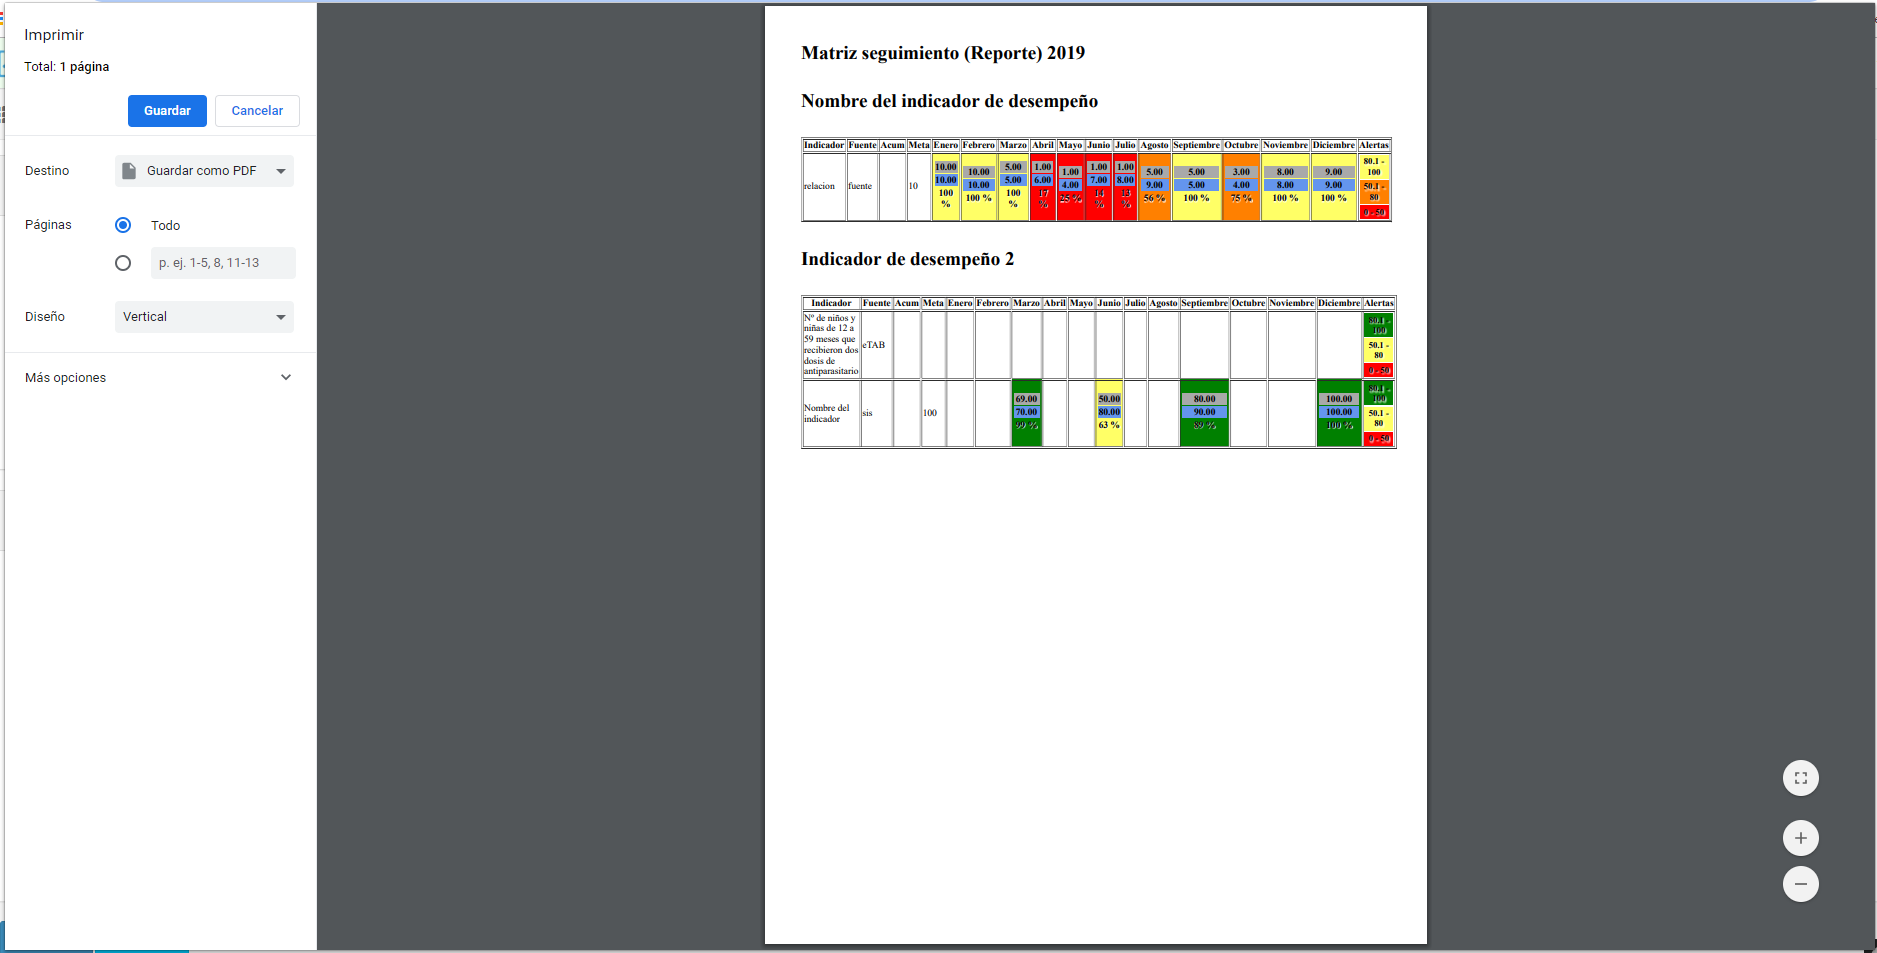 Imprimir
Total: 1 página
Guardar
Cancelar
Destino
Guardar como PDF
Páginas
Todo
p. ej. 1-5, 8, 11-13
Diseño
Vertical
Más opciones
Matriz seguimiento (Reporte) 2019
Nombre del indicador de desempeño
Indicador Fuente Acum Meta Enero Febrero Marzo Abril Mayo Junio Julio Agosto Septiembre Octubre Noviembre Diciembre Alertas
relacion fuente 10
10.00 10.00 100 %
10.00 10.00 100 %
5.00 5.00 100 %
1.00 6.00 17 %
1.00 4.00 25 %
1.00 7.00 14 %
1.00 8.00 13 %
5.00 9.00 56 %
5.00 5.00 100 %
3.00 4.00 75 %
8.00 8.00 100 %
9.00 9.00 100 %
80.1 - 100
50.1 - 80
0 - 50
Indicador de desempeño 2
Indicador Fuente Acum Meta Enero Febrero Marzo Abril Mayo Junio Julio Agosto Septiembre Octubre Noviembre Diciembre Alertas
Nº de niños y
niñas de 12 a
59 meses que
recibieron dos
dosis de
antiparasitario
eTAB
80.1 - 100
50.1 - 80
0 - 50
Nombre del
indicador
sis 100
69.00 70.00 99 %
50.00 80.00 63 %
80.00 90.00 89 %
100.00 100.00 100 %
80.1 - 100
50.1 - 80
0 - 50